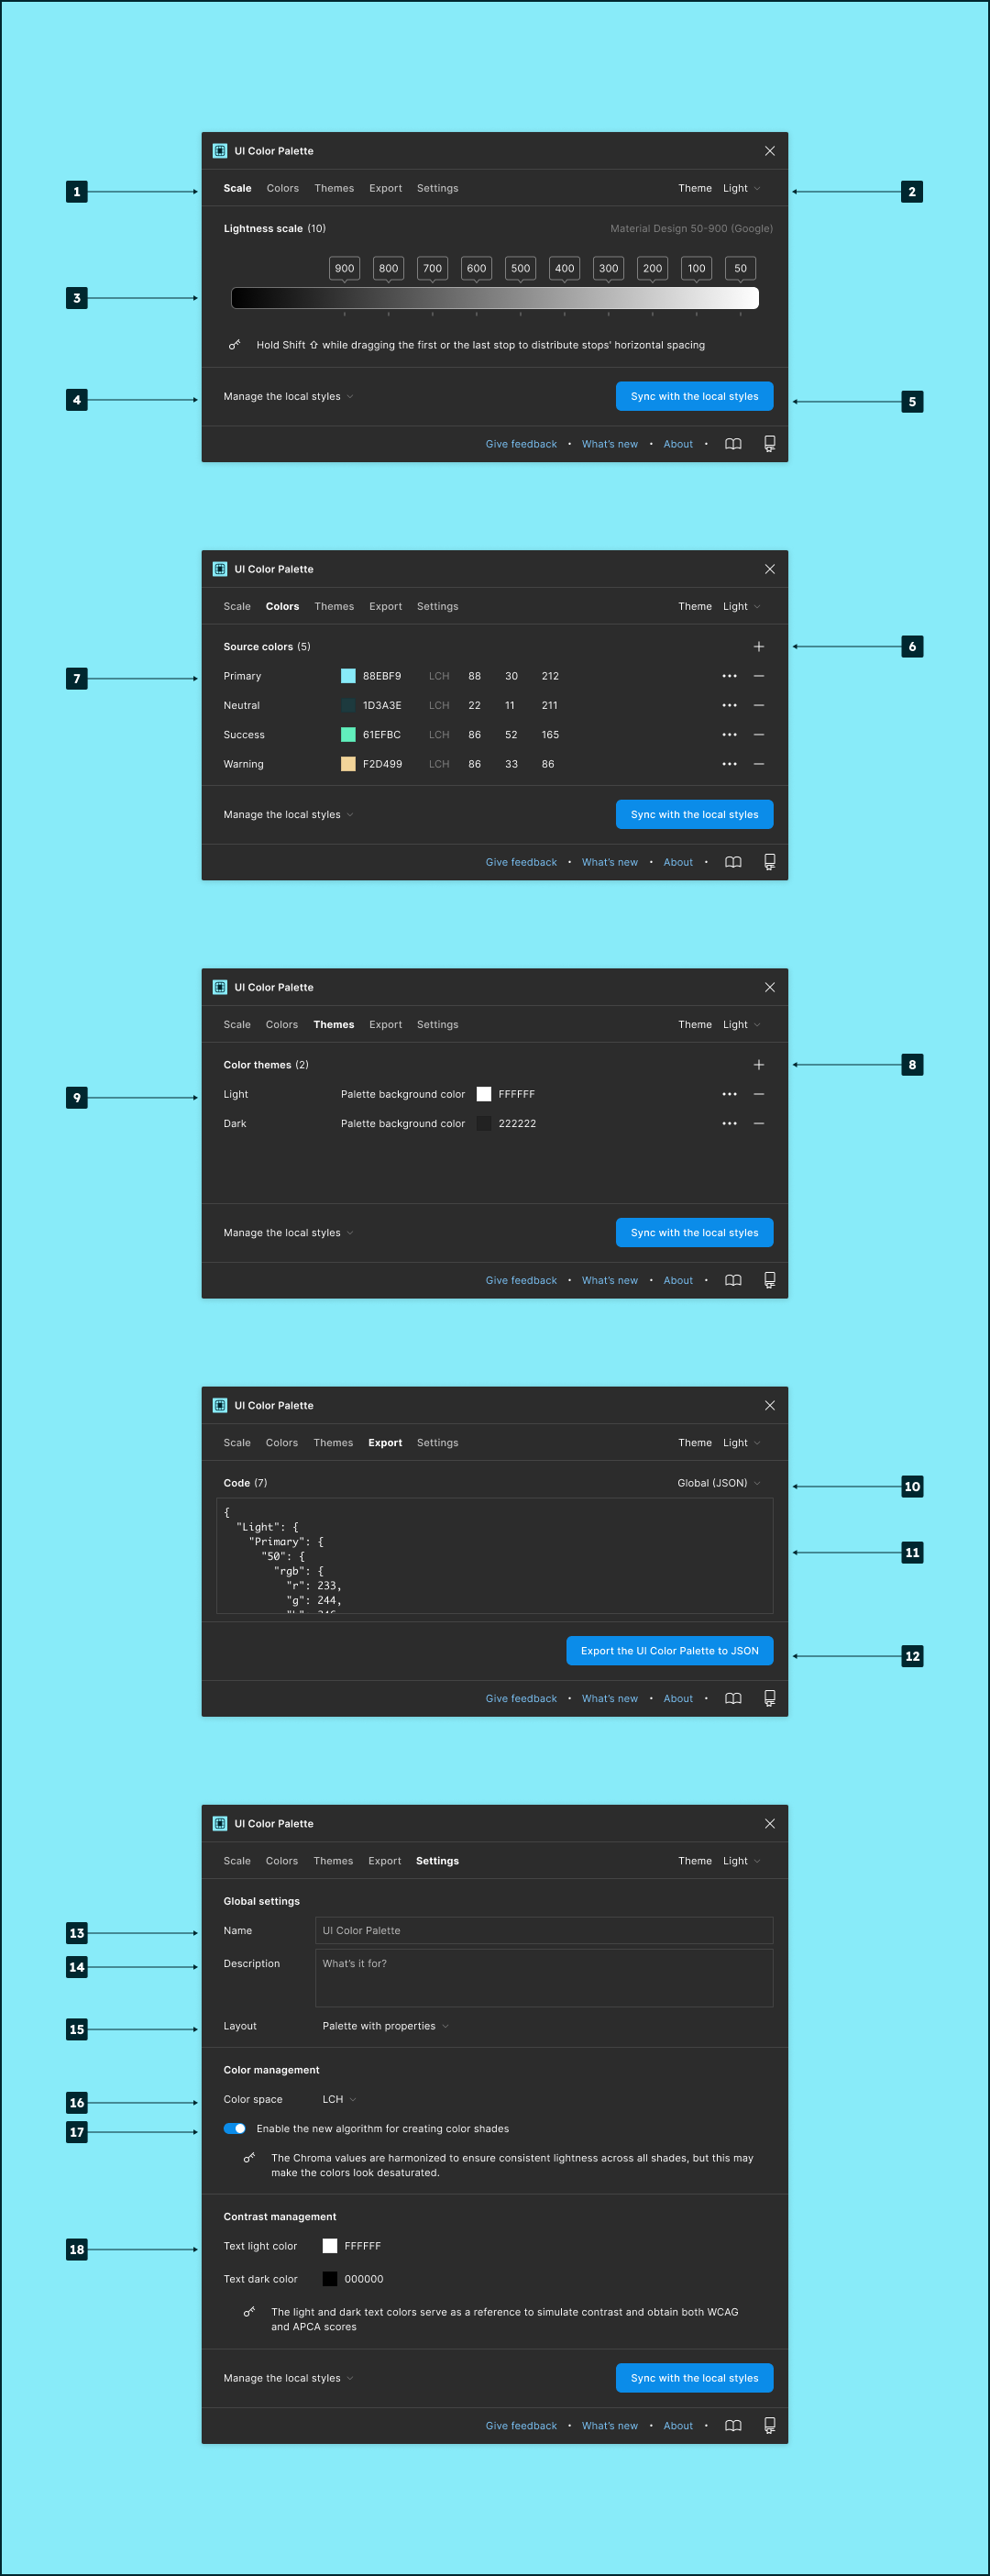 UI Color Palette
1
Scale Colors Themes Export Settings Theme Light
2
Lightness scale (10) Material Design 50-900 (Google)
900 800 700 600 500 400 300 200 100 50
3
Hold Shift ⇧ while dragging the first or the last stop to distribute stops' horizontal spacing
4
Manage the local styles Sync with the local styles
5
Give feedback • What's new • About •
UI Color Palette
Scale Colors Themes Export Settings Theme Light
Source colors (5)
6
7
Primary 88EBF9 LCH 88 30 212
Neutral 1D3A3E LCH 22 11 211
Success 61EFBC LCH 86 52 165
Warning F2D499 LCH 86 33 86
Manage the local styles Sync with the local styles
Give feedback • What's new • About •
UI Color Palette
Scale Colors Themes Export Settings Theme Light
Color themes (2)
8
9
Light Palette background color FFFFFF
Dark Palette background color 222222
Manage the local styles Sync with the local styles
Give feedback • What's new • About •
UI Color Palette
Scale Colors Themes Export Settings Theme Light
Code (7) Global (JSON)
10
{
"Light": {
"Primary": {
11
"50": {
"rgb": {
"r": 233,
"g": 244,
Export the UI Color Palette to JSON
12
Give feedback • What's new • About •
UI Color Palette
Scale Colors Themes Export Settings Theme Light
Global settings
13
Name UI Color Palette
14
Description What's it for?
15
Layout Palette with properties
Color management
16
Color space LCH
17
Enable the new algorithm for creating color shades
The Chroma values are harmonized to ensure consistent lightness across all shades, but this may
make the colors look desaturated.
Contrast management
18
Text light color FFFFFF
Text dark color 000000
The light and dark text colors serve as a reference to simulate contrast and obtain both WCAG
and APCA scores
Manage the local styles Sync with the local styles
Give feedback • What's new • About •